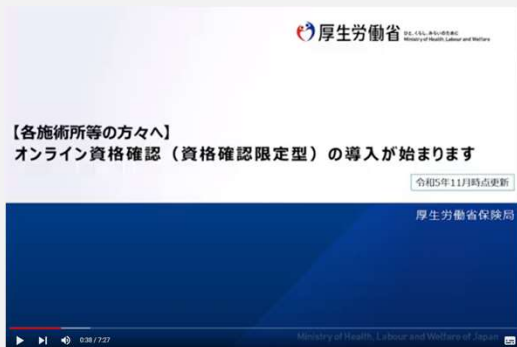 厚生労働省
ひと、くらし、みらいのために
Ministry of Health, Labour and Welfare
【各施術所等の方々へ】
オンライン資格確認（資格確認限定型）の導入が始まります
令和5年11月時点更新
厚生労働省保険局
Ministry of Health, Labour and Welfare of Japan
0:38 / 7:27